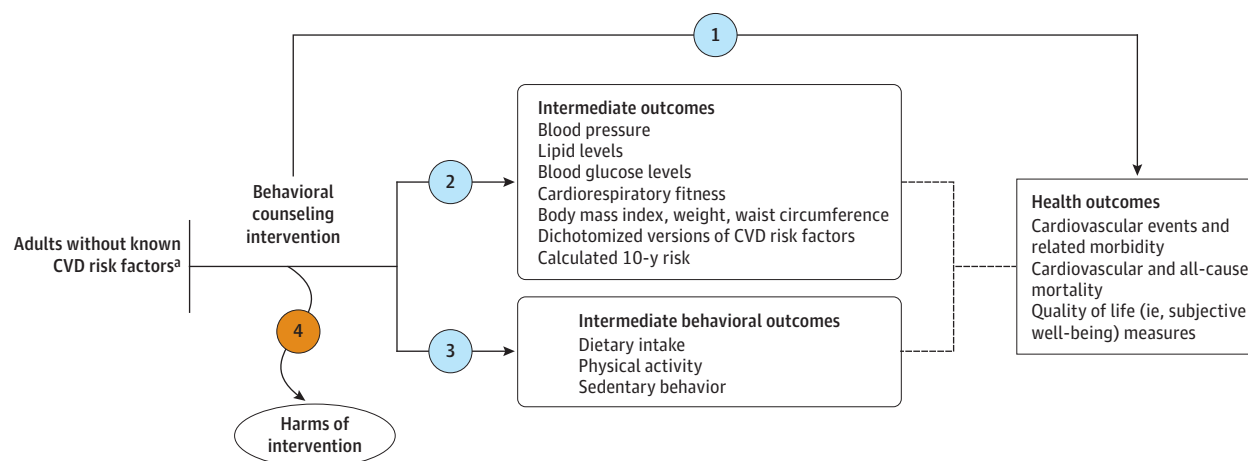 1
Intermediate outcomes
Blood pressure
Lipid levels
Blood glucose levels
Cardiorespiratory fitness
Body mass index, weight, waist circumference
Dichotomized versions of CVD risk factors
Calculated 10-y risk
2
Behavioral
counseling
intervention
Adults without known
CVD risk factorsa
Health outcomes
Cardiovascular events and
related morbidity
Cardiovascular and all-cause
mortality
Quality of life (ie, subjective
well-being) measures
4
3
Intermediate behavioral outcomes
Dietary intake
Physical activity
Sedentary behavior
Harms of
intervention